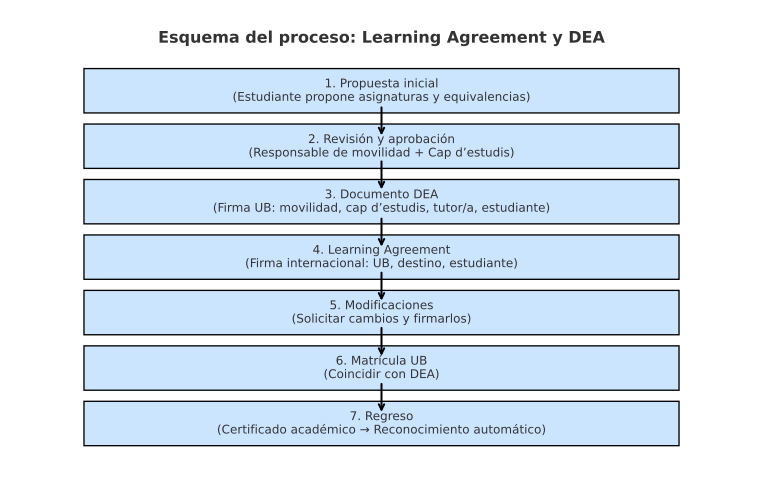 Esquema del proceso: Learning Agreement y DEA
1. Propuesta inicial
(Estudiante propone asignaturas y equivalencias)
2. Revisión y aprobación
(Responsable de movilidad + Cap d’estudis)
3. Documento DEA
(Firma UB: movilidad, cap d’estudis, tutor/a, estudiante)
4. Learning Agreement
(Firma internacional: UB, destino, estudiante)
5. Modificaciones
(Solicitar cambios y firmarlos)
6. Matrícula UB
(Coincidir con DEA)
7. Regreso
(Certificado académico → Reconocimiento automático)